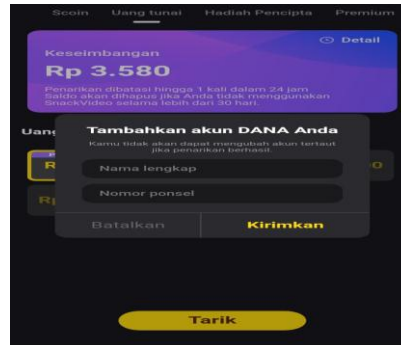 Scoin Uang tunai Hadiah Pencipta Premium
Detail
Keseimbangan
Rp 3.580
Penarikan dibatasi hingga 1 kali dalam 24 jam
Saldo akan dihapus jika Anda tidak menggunakan
SnackVideo selama lebih dari 30 hari.
Uang
Tambahkan akun DANA Anda
Kamu tidak akan dapat mengubah akun tertaut
jika penarikan berhasil.
Nama lengkap
Nomor ponsel
Batalkan Kirimkan
Tarik